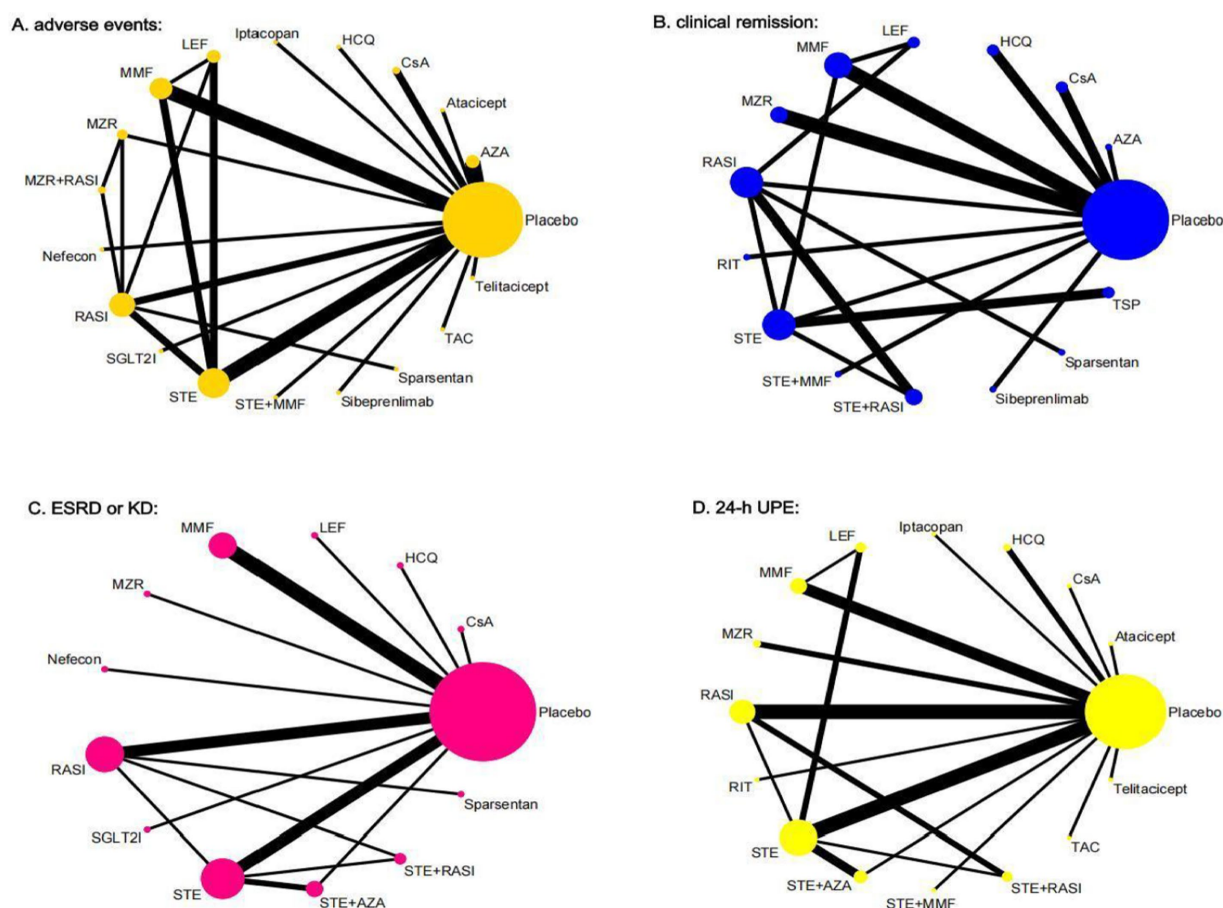 A. adverse events:
Iptacopan
HCQ
LEF
CsA
MMF
Atacicept
MZR
AZA
MZR+RASI
Placebo
Nefecon
Telitacicept
RASI
TAC
SGLT2I
Sparsentan
STE
STE+MMF
Sibeprenlimab
B. clinical remission:
LEF
HCQ
MMF
CsA
MZR
AZA
RASI
Placebo
RIT
TSP
STE
Sparsentan
STE+MMF
STE+RASI
Sibeprenlimab
C. ESRD or KD:
MMF
LEF
HCQ
MZR
CsA
Nefecon
Placebo
RASI
Sparsentan
SGLT2I
STE+RASI
STE
STE+AZA
D. 24-h UPE:
Iptacopan
LEF
HCQ
MMF
CsA
MZR
Atacicept
RASI
Placebo
RIT
Telitacicept
STE
TAC
STE+AZA
STE+MMF
STE+RASI